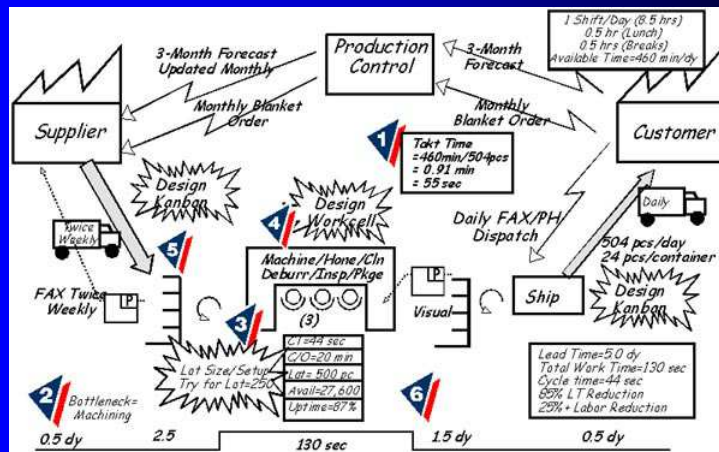 1 Shift/Day (8.5 hrs)
0.5 hr (Lunch)
0.5 hrs (Breaks)
Available Time=460 min/dy
3-Month Forecast
Updated Monthly
Production
Control
3-Month
Forecast
Monthly Blanket
Order
Monthly
Blanket Order
Supplier
Customer
1
Takt Time
=460min/504pcs
= 0.91 min
= 55 sec
Design
Kanban
Design
Workcell
4
Twice
Weekly
5
Daily FAX/PH
Dispatch
Daily
504 pcs/day
24 pcs/container
Machine/Hone/Cln
Deburr/Insp/Pkge
FAX Twice
Weekly
P
(3)
P
Visual
Ship
Design
Kanban
3
Lot Size/Setup
Try for Lot=250
CT=44 sec
C/O=20 min
Lot= 500 pc
Avail=27,600
Uptime=87%
Lead Time=5.0 dy
Total Work Time=130 sec
Cycle time=44 sec
85% LT Reduction
25%+ Labor Reduction
2
Bottleneck=
Machining
6
0.5 dy
2.5
130 sec
1.5 dy
0.5 dy